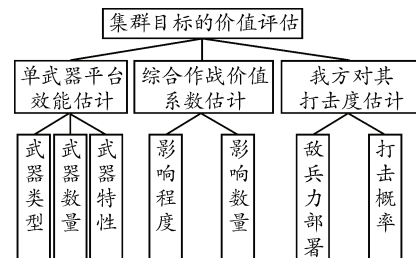 集群目标的价值评估
单武器平台
效能估计
综合作战价值
系数估计
我方对其
打击度估计
武器类型
武器数量
武器特性
影响程度
影响数量
敌兵力部署
打击概率